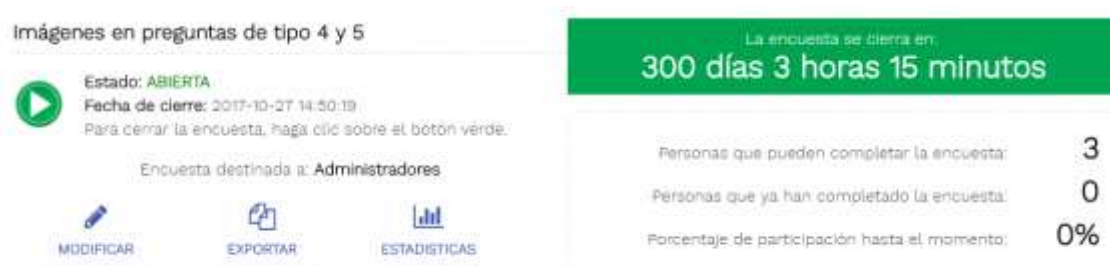 Imágenes en preguntas de tipo 4 y 5
Estado: ABIERTA
Fecha de cierre: 2017-10-27 14:50:19
Para cerrar la encuesta, haga clic sobre el botón verde.
Encuesta destinada a: Administradores
MODIFICAR
EXPORTAR
ESTADISTICAS
La encuesta se cierra en:
300 días 3 horas 15 minutos
Personas que pueden completar la encuesta: 3
Personas que ya han completado la encuesta: 0
Porcentaje de participación hasta el momento: 0%